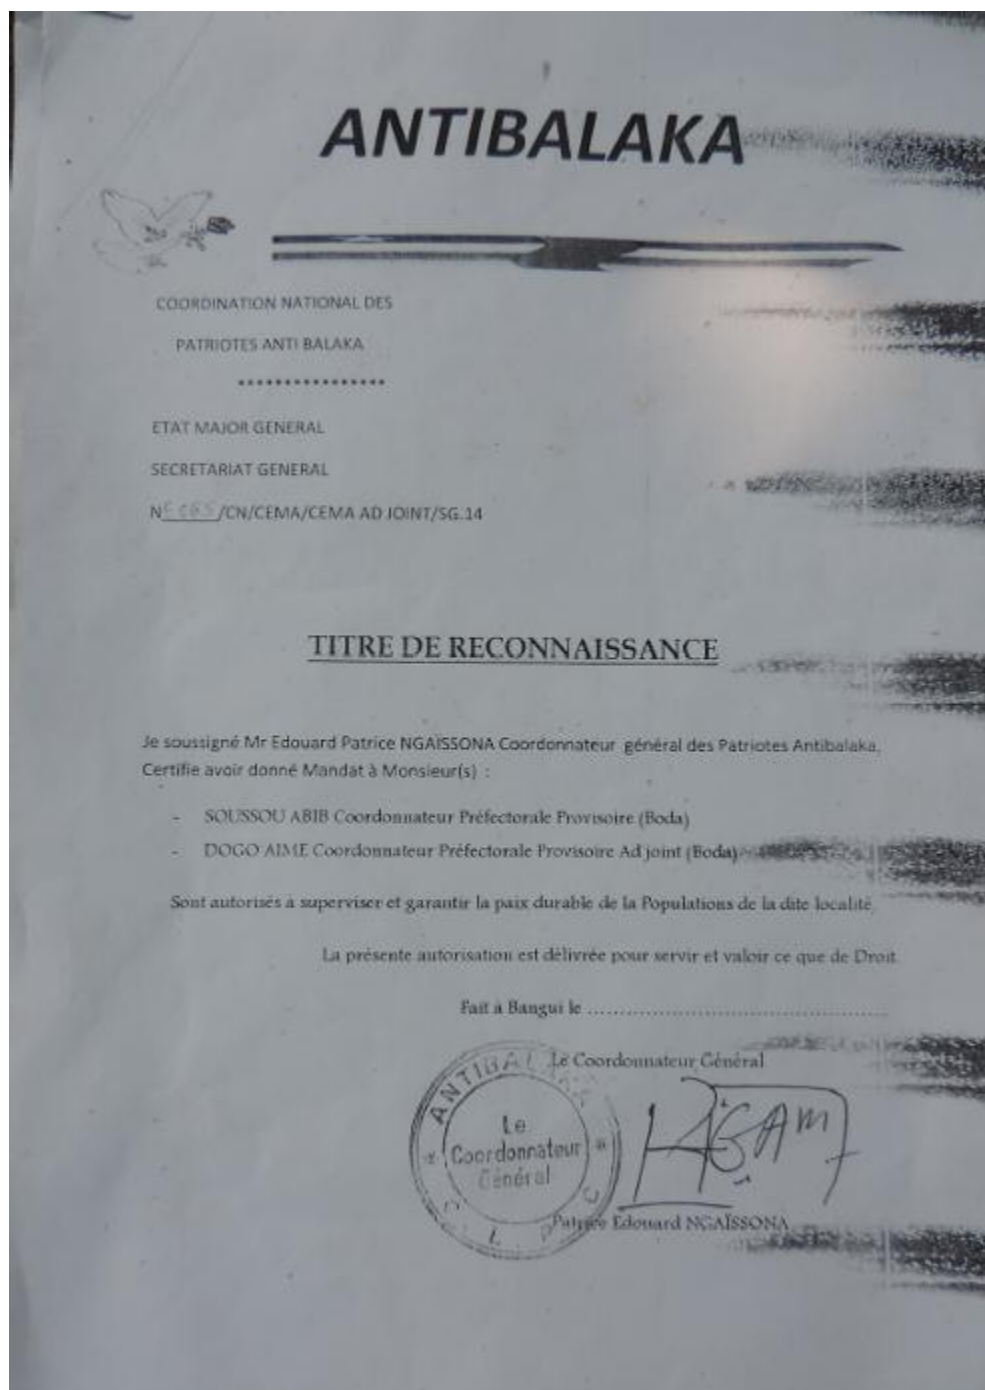 ANTIBALAKA
COORDINATION NATIONAL DES
PATRIOTES ANTI BALAKA
****************
ETAT MAJOR GENERAL
SECRETARIAT GENERAL
N /CN/CEMA/CEMA AD JOINT/SG.14
TITRE DE RECONNAISSANCE
Je soussigné Mr Edouard Patrice NGAÏSSONA Coordonnateur général des Patriotes Antibalaka,
Certifie avoir donné Mandat à Monsieur(s) :
- SOUSSOU ABIB Coordonnateur Préfectorale Provisoire (Boda)
- DOGO AIME Coordonnateur Préfectorale Provisoire Ad joint (Boda)
Sont autorisés à superviser et garantir la paix durable de la Populations de la dite localité.
La présente autorisation est délivrée pour servir et valoir ce que de Droit.
Fait à Bangui le ................................................
Le Coordonnateur Général
ANTIBALAKA
Le
Coordonnateur
Général
Patrice Edouard NGAÏSSONA